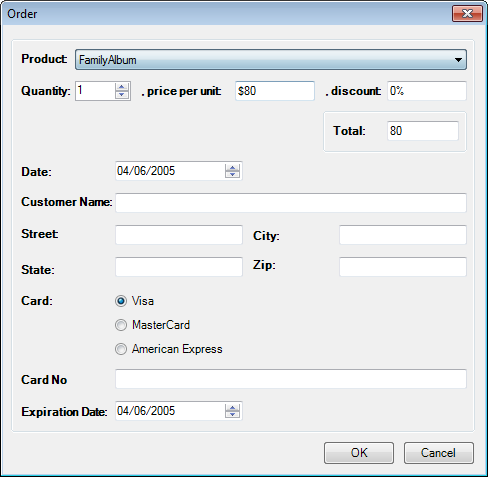 Order
Product: FamilyAlbum
Quantity: 1 , price per unit: $80 , discount: 0%
Total: 80
Date: 04/06/2005
Customer Name:
Street: City:
State: Zip:
Card: Visa
MasterCard
American Express
Card No
Expiration Date: 04/06/2005
OK Cancel